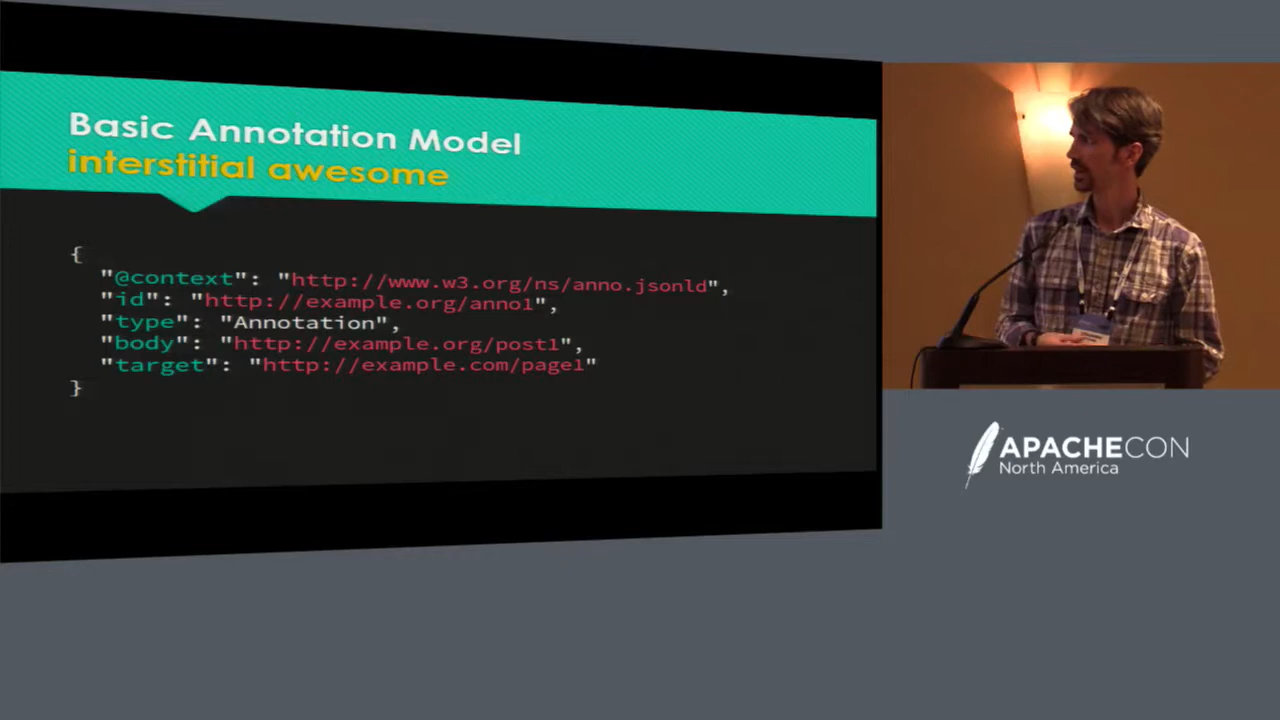 Basic Annotation Model
interstitial awesome
{
"@context": "http://www.w3.org/ns/anno.jsonld",
"id": "http://example.org/anno1",
"type": "Annotation",
"body": "http://example.org/post1",
"target": "http://example.com/page1"
}
APACHECON
North America